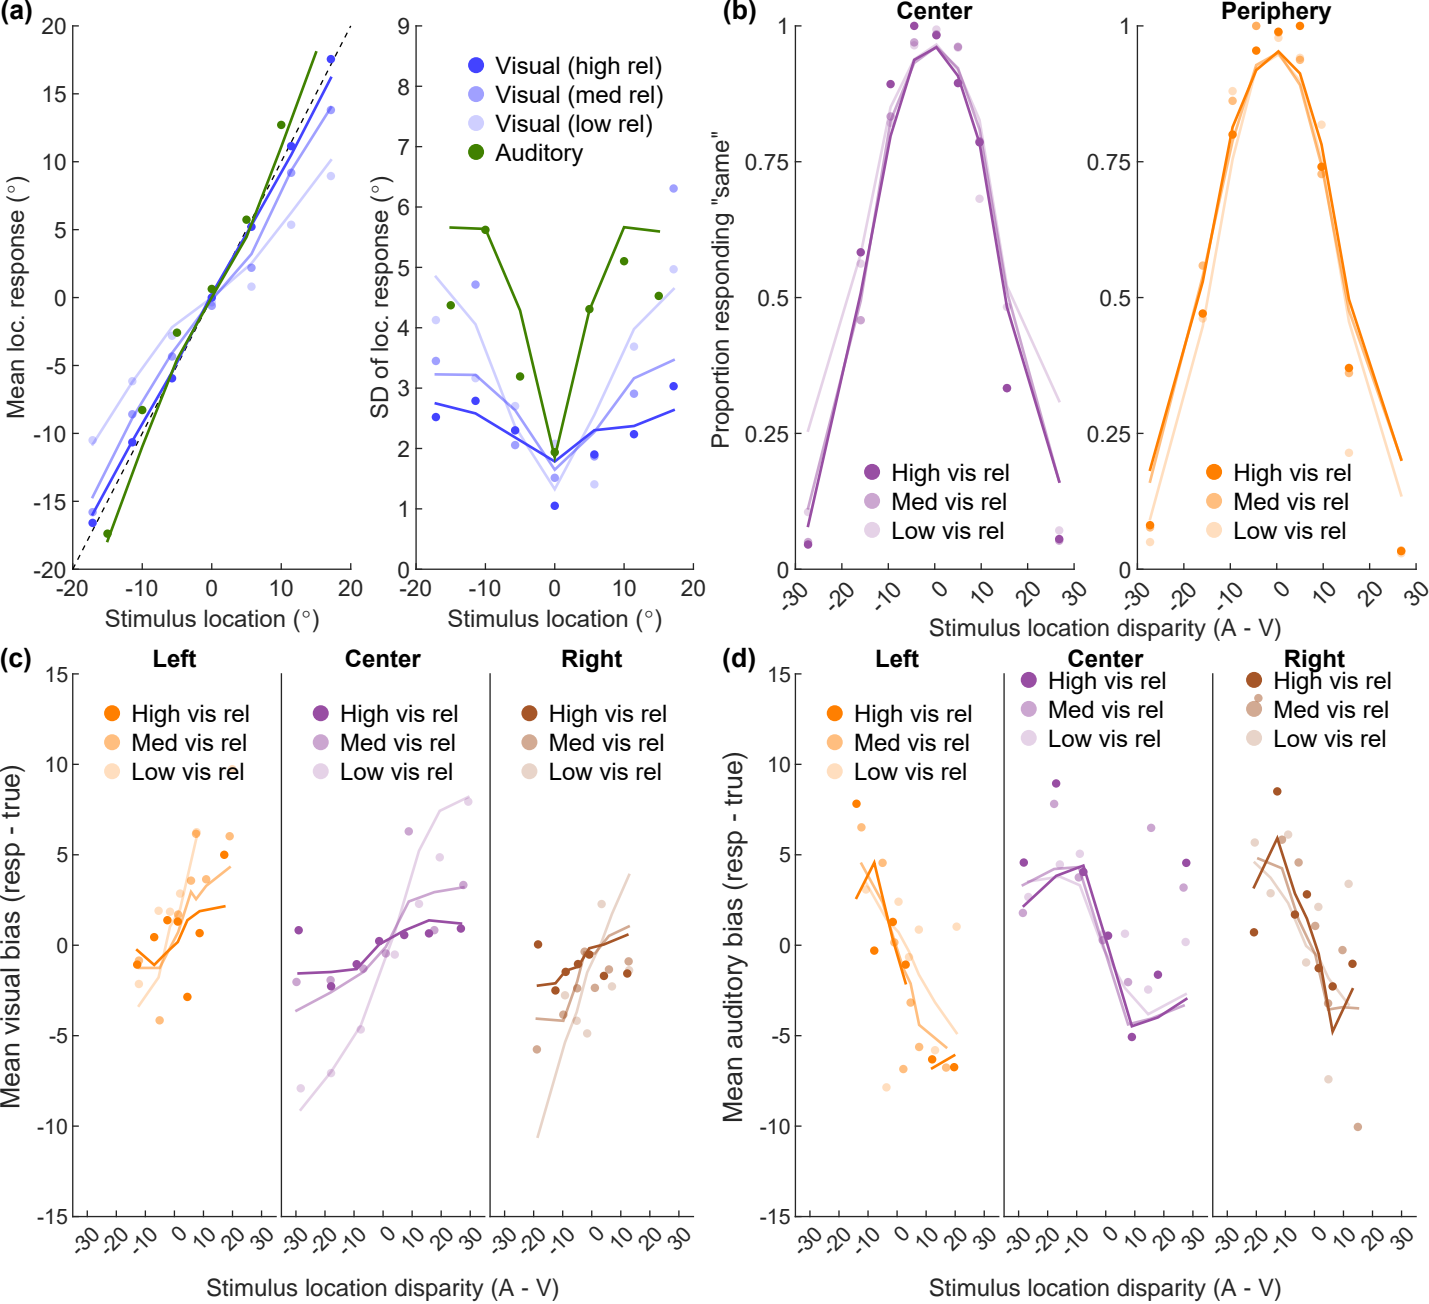 (a)
20
15
10
5
0
-5
-10
-15
-20
-20
-10
0
10
20
Mean loc. response (°)
Stimulus location (°)
9
8
7
6
5
4
3
2
1
0
-20
-10
0
10
20
SD of loc. response (°)
Stimulus location (°)
Visual (high rel)
Visual (med rel)
Visual (low rel)
Auditory
(b)
Center
Periphery
1
0.75
0.5
0.25
0
Proportion responding "same"
High vis rel
Med vis rel
Low vis rel
-30
-20
-10
0
10
20
30
1
0.75
0.5
0.25
0
High vis rel
Med vis rel
Low vis rel
-30
-20
-10
0
10
20
30
Stimulus location disparity (A - V)
(c)
Left
Center
Right
15
10
5
0
-5
-10
-15
Mean visual bias (resp - true)
High vis rel
Med vis rel
Low vis rel
High vis rel
Med vis rel
Low vis rel
High vis rel
Med vis rel
Low vis rel
-30
-20
-10
0
10
20
30
-30
-20
-10
0
10
20
30
-30
-20
-10
0
10
20
30
Stimulus location disparity (A - V)
(d)
Left
Center
Right
15
10
5
0
-5
-10
-15
Mean auditory bias (resp - true)
High vis rel
Med vis rel
Low vis rel
High vis rel
Med vis rel
Low vis rel
High vis rel
Med vis rel
Low vis rel
-30
-20
-10
0
10
20
30
-30
-20
-10
0
10
20
30
-30
-20
-10
0
10
20
30
Stimulus location disparity (A - V)